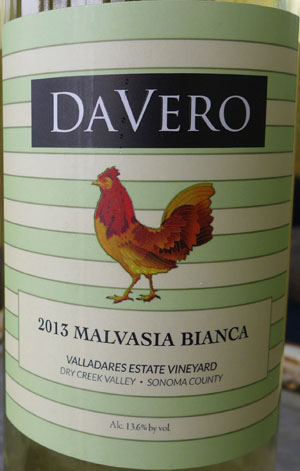 DAVERO
2013 MALVASIA BIANCA
VALLADARES ESTATE VINEYARD
DRY CREEK VALLEY • SONOMA COUNTY
Alc. 13.6% by vol.